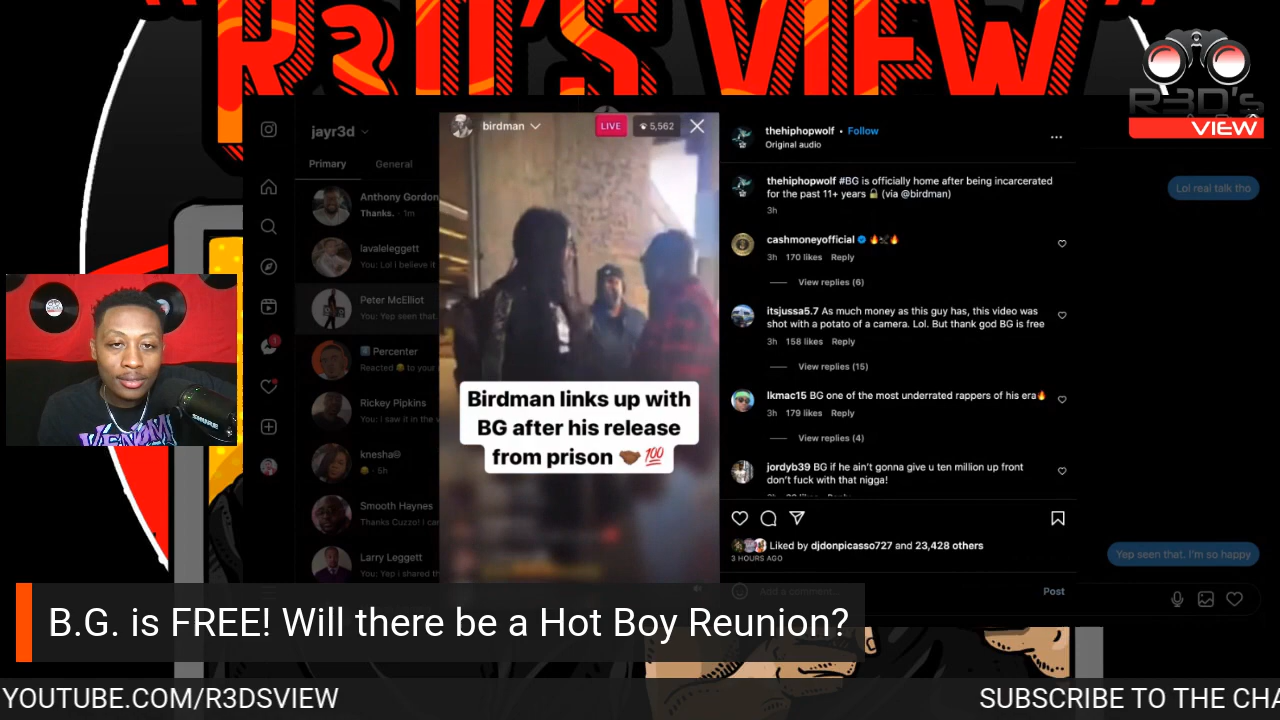 "R3D'S VIEW"
R3D's
VIEW
jayr3d
Primary General
Anthony Gordon
Thanks. · 1m
lavaleleggett
You: Lol i believe it
Peter McElliot
You: Yep seen that.
Percenter
Reacted 😂 to your
Rickey Pipkins
You: I saw it in the
knesha
😂 · 5h
Smooth Haynes
Thanks Cuzzo! I
Larry Leggett
You: Yep i shared
birdman LIVE 5,562
Birdman links up with
BG after his release
from prison 🤝🏾 💯
thehiphopwolf • Follow
Original audio
thehiphopwolf #BG is officially home after being incarcerated
for the past 11+ years 🔓 (via @birdman)
3h
cashmoneyofficial
3h 170 likes Reply
View replies (6)
itsjussa5.7 As much money as this guy has, this video was
shot with a potato of a camera. Lol. But thank god BG is free
3h 158 likes Reply
View replies (15)
lkmac15 BG one of the most underrated rappers of his era🔥
3h 179 likes Reply
View replies (4)
jordyb39 BG if he ain't gonna give u ten million up front
don't fuck with that nigga!
Liked by djdonpicasso727 and 23,428 others
3 HOURS AGO
Add a comment... Post
Lol real talk tho
Yep seen that. I'm so happy
SHURE
B.G. is FREE! Will there be a Hot Boy Reunion?
YOUTUBE.COM/R3DSVIEW SUBSCRIBE TO THE CHA